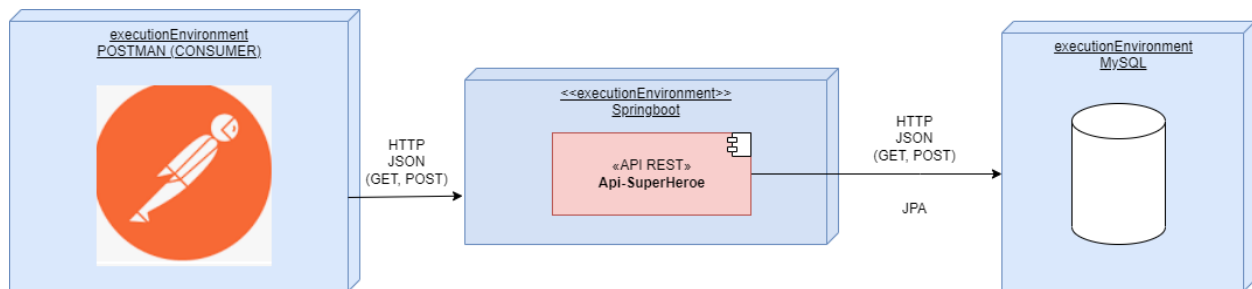 executionEnvironment
POSTMAN (CONSUMER)
HTTP
JSON
(GET, POST)
<<executionEnvironment>>
Springboot
«API REST»
Api-SuperHeroe
HTTP
JSON
(GET, POST)
JPA
executionEnvironment
MySQL